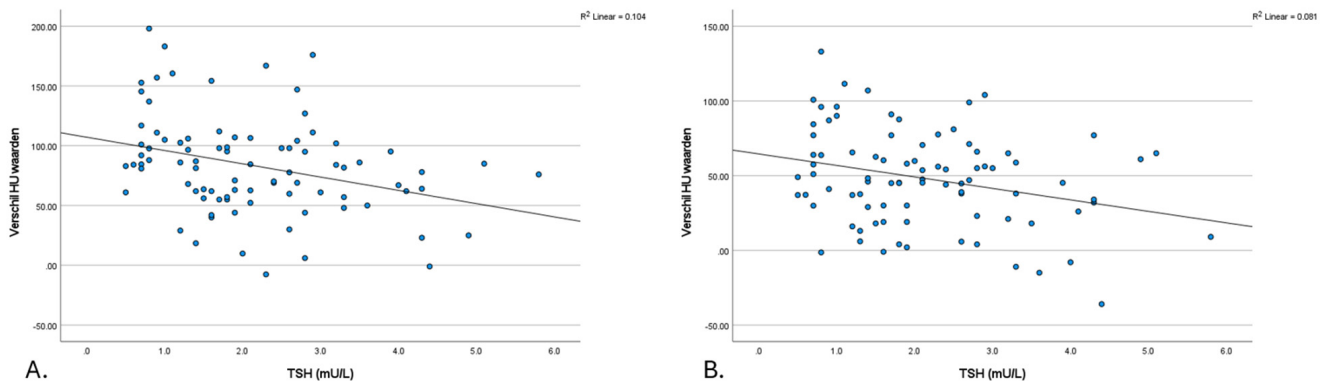 R² Linear = 0.104
200.00
150.00
100.00
50.00
.00
-50.00
Verschil HU waarden
.0 1.0 2.0 3.0 4.0 5.0 6.0
TSH (mU/L)
A.
R² Linear = 0.081
150.00
100.00
50.00
.00
-50.00
Verschil HU waarden
.0 1.0 2.0 3.0 4.0 5.0 6.0
TSH (mU/L)
B.